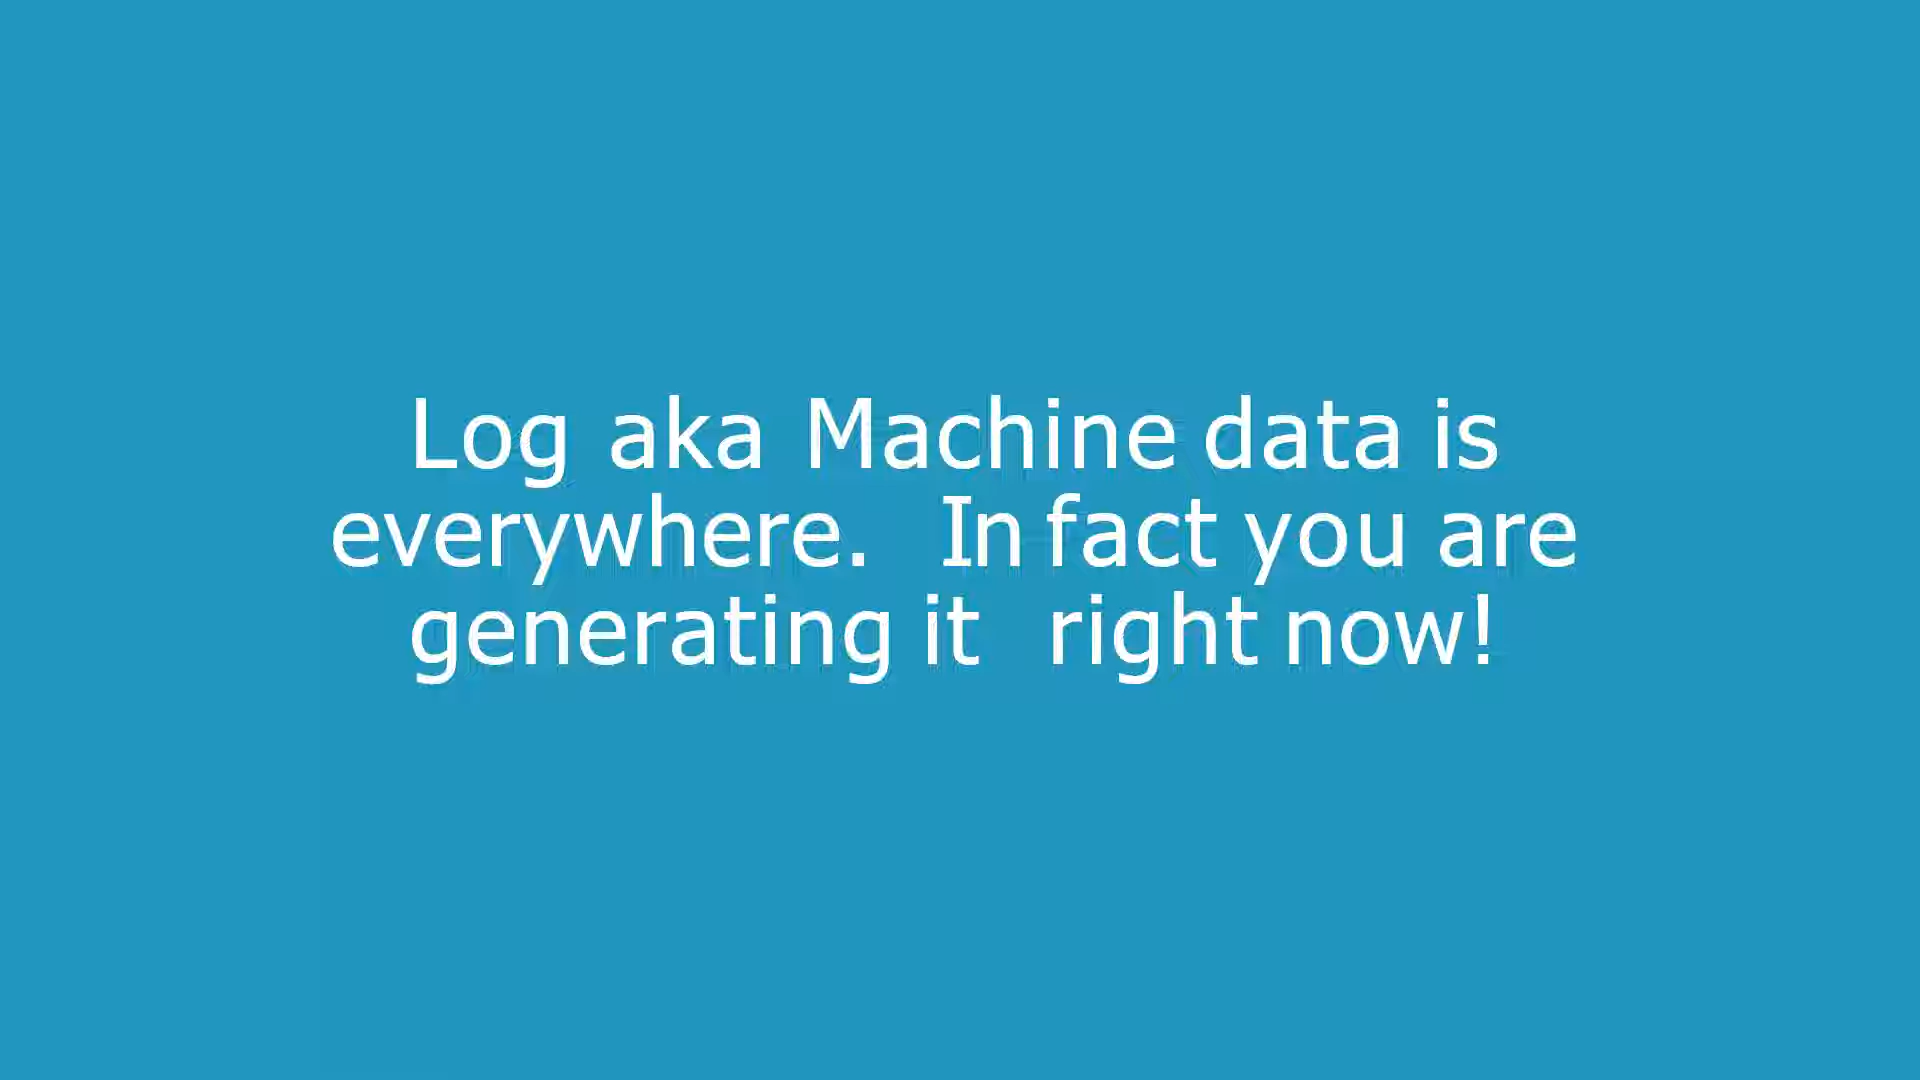 Log aka Machine data is
everywhere. In fact you are
generating it right now!